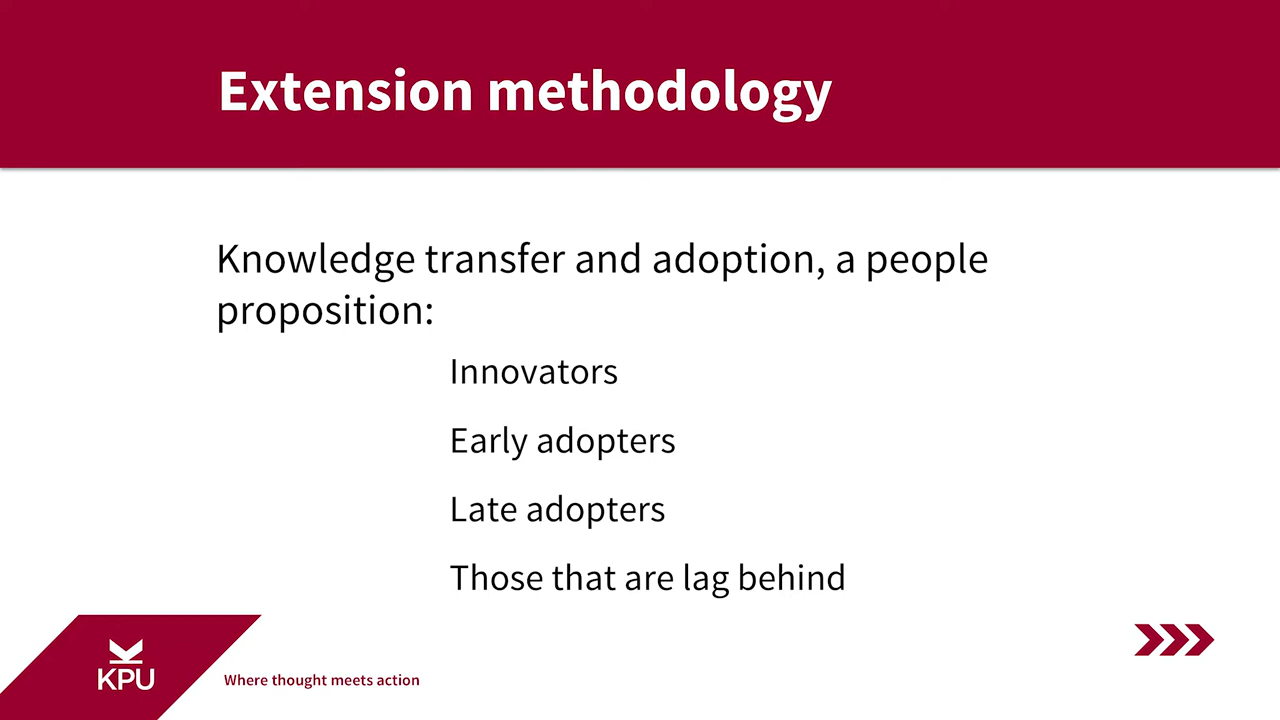 Extension methodology
Knowledge transfer and adoption, a people
proposition:
Innovators
Early adopters
Late adopters
Those that are lag behind
KPU
Where thought meets action